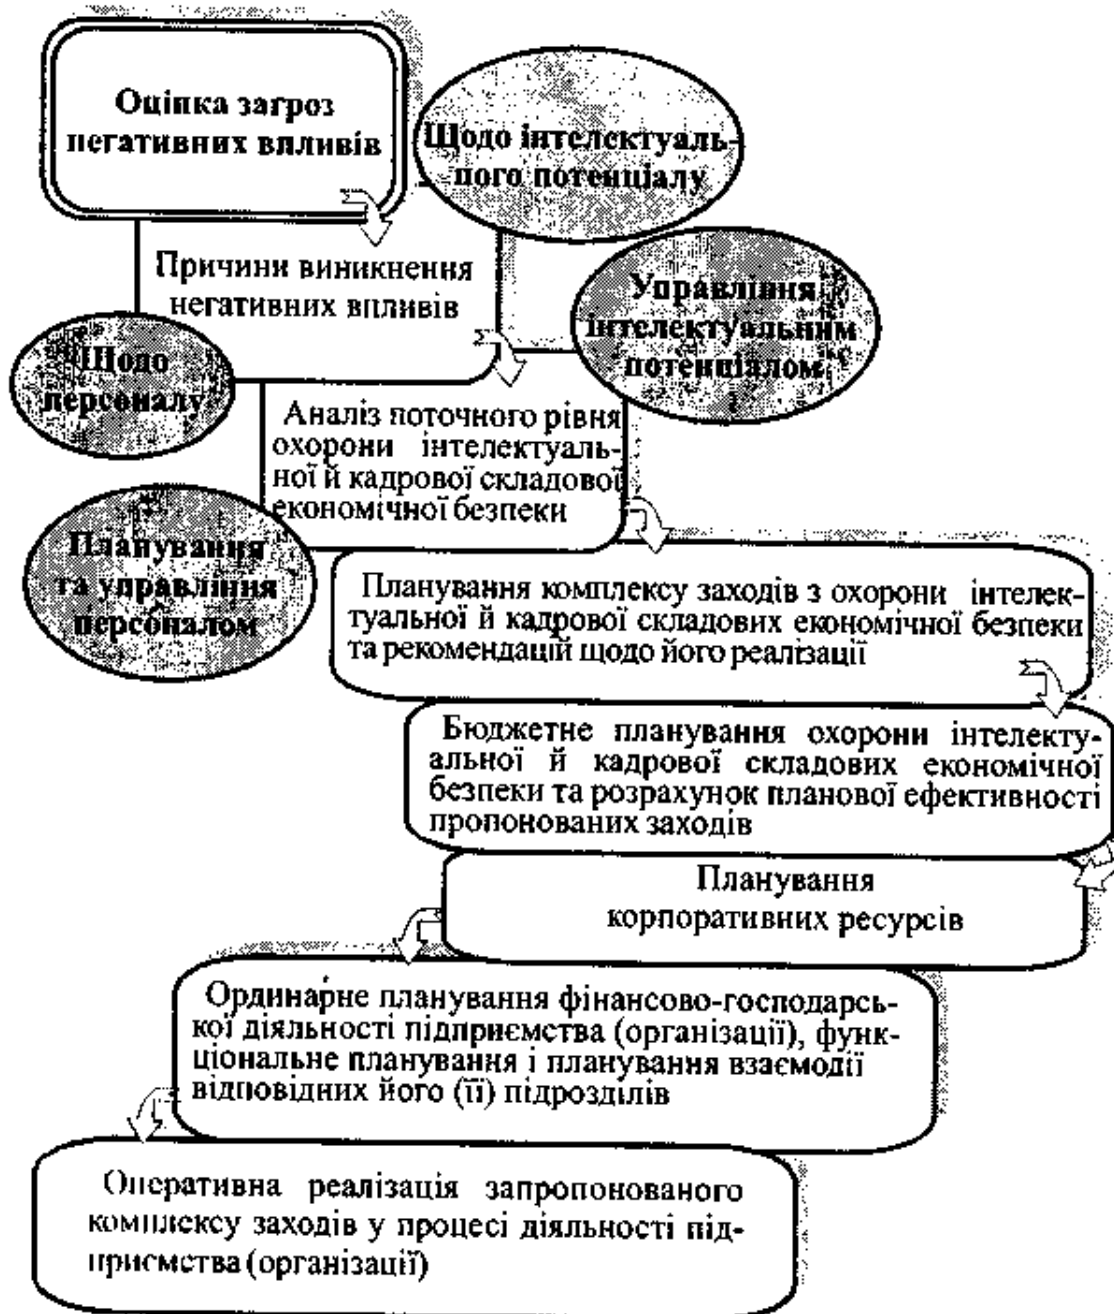 Оцінка загроз
негативних впливів
Щодо інтелектуаль-
ного потенціалу
Причини виникнення
негативних впливів
Управління
інтелектуальним
потенціалом
Щодо
персоналу
Аналіз поточного рівня
охорони інтелектуаль-
ної й кадрової складової
економічної безпеки
Планування
та управління
персоналом
Планування комплексу заходів з охорони інтелек-
туальної й кадрової складових економічної безпеки
та рекомендацій щодо його реалізації
Бюджетне планування охорони інтелекту-
альної й кадрової складових економічної
безпеки та розрахунок планової ефективності
пропонованих заходів
Планування
корпоративних ресурсів
Ординарне планування фінансово-господарсь-
кої діяльності підприємства (організації), функ-
ціональне планування і планування взаємодії
відповідних його (її) підрозділів
Оперативна реалізація запропонованого
комплексу заходів у процесі діяльності під-
приємства (організації)